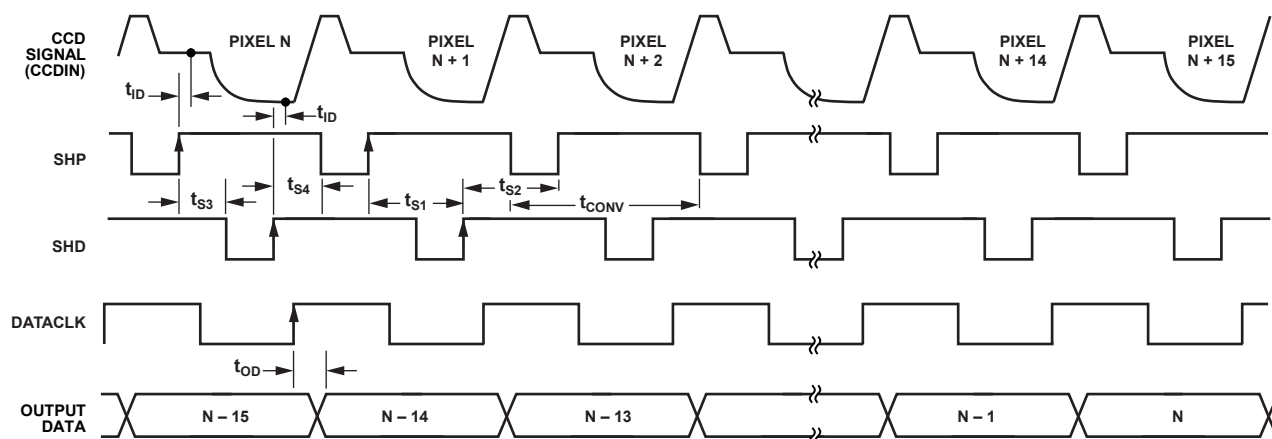 CCD
SIGNAL
(CCDIN)
PIXEL N
PIXEL
N + 1
PIXEL
N + 2
PIXEL
N + 14
PIXEL
N + 15
tID
tID
SHP
tS3
tS4
tS1
tS2
tCONV
SHD
DATACLK
tOD
OUTPUT
DATA
N – 15
N – 14
N – 13
N – 1
N